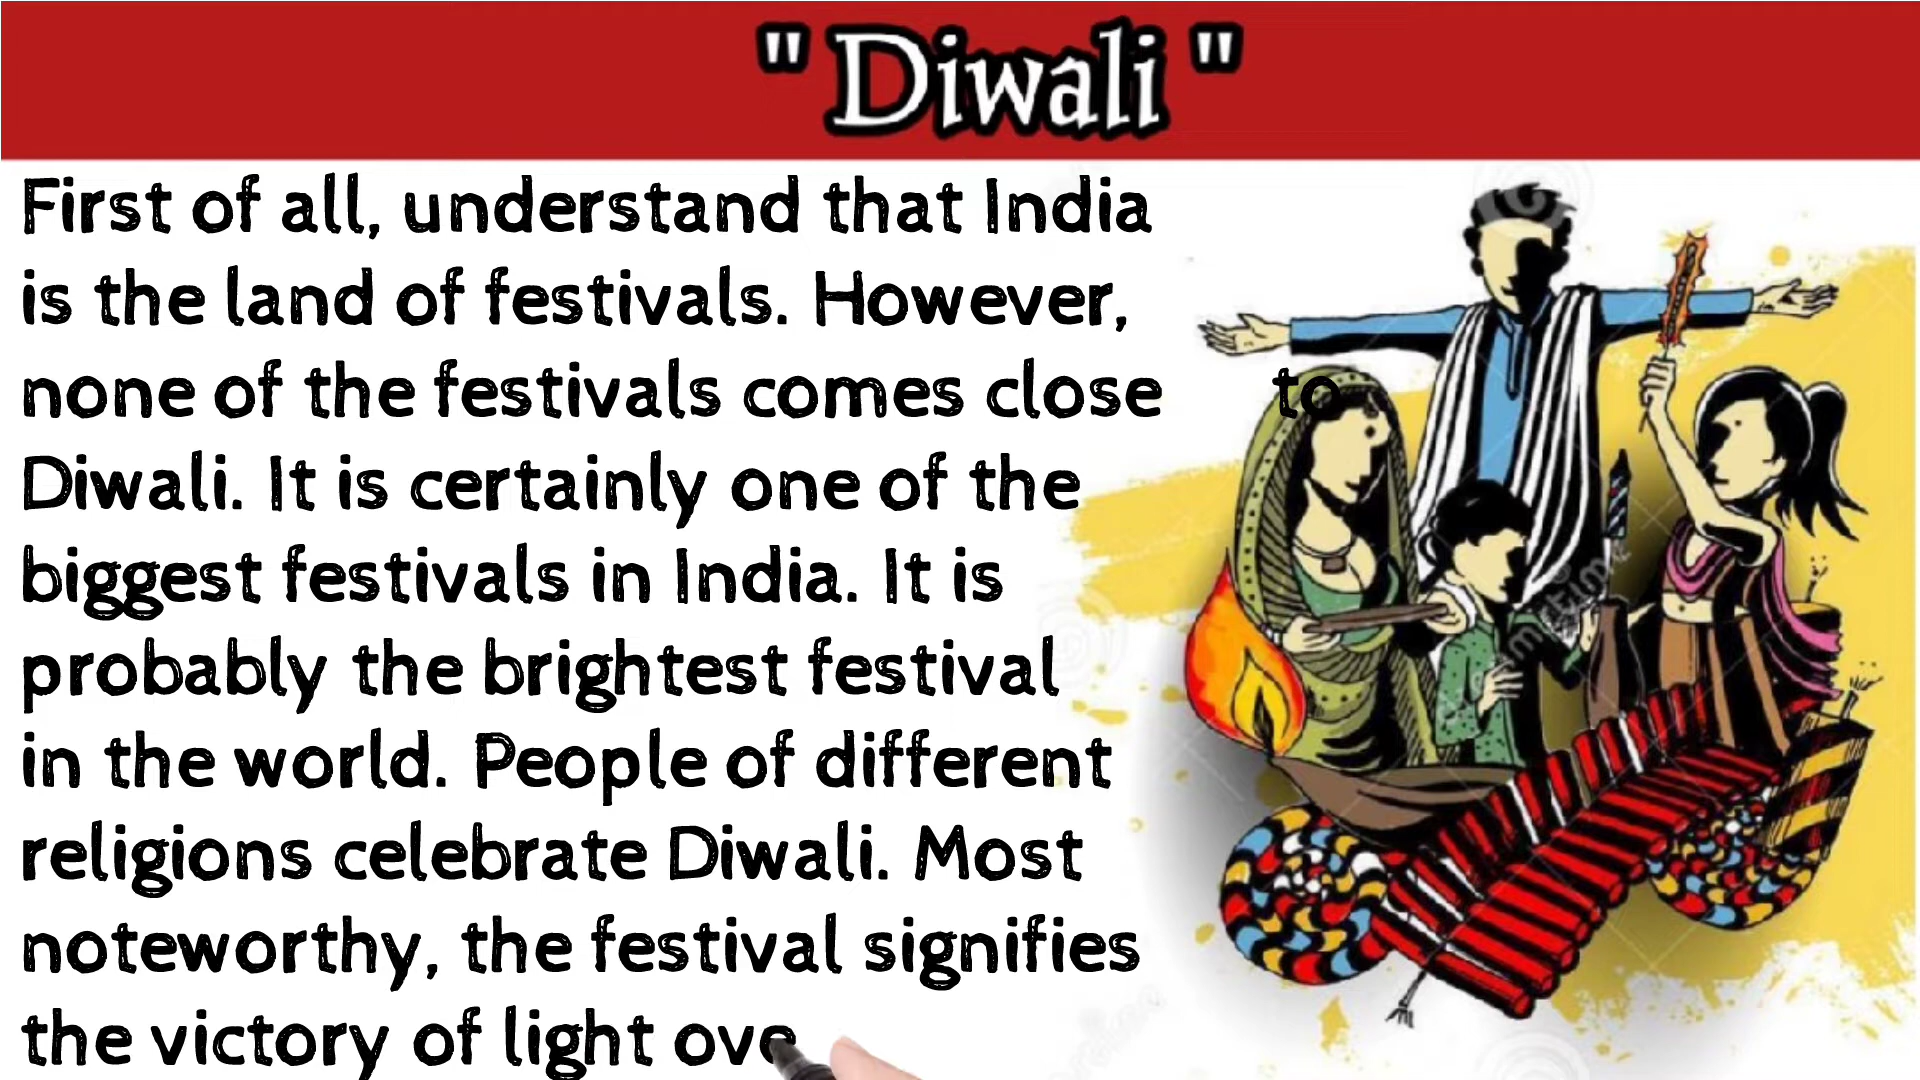 " Diwali "
First of all, understand that India
is the land of festivals. However,
none of the festivals comes close to
Diwali. It is certainly one of the
biggest festivals in India. It is
probably the brightest festival
in the world. People of different
religions celebrate Diwali. Most
noteworthy, the festival signifies
the victory of light ove